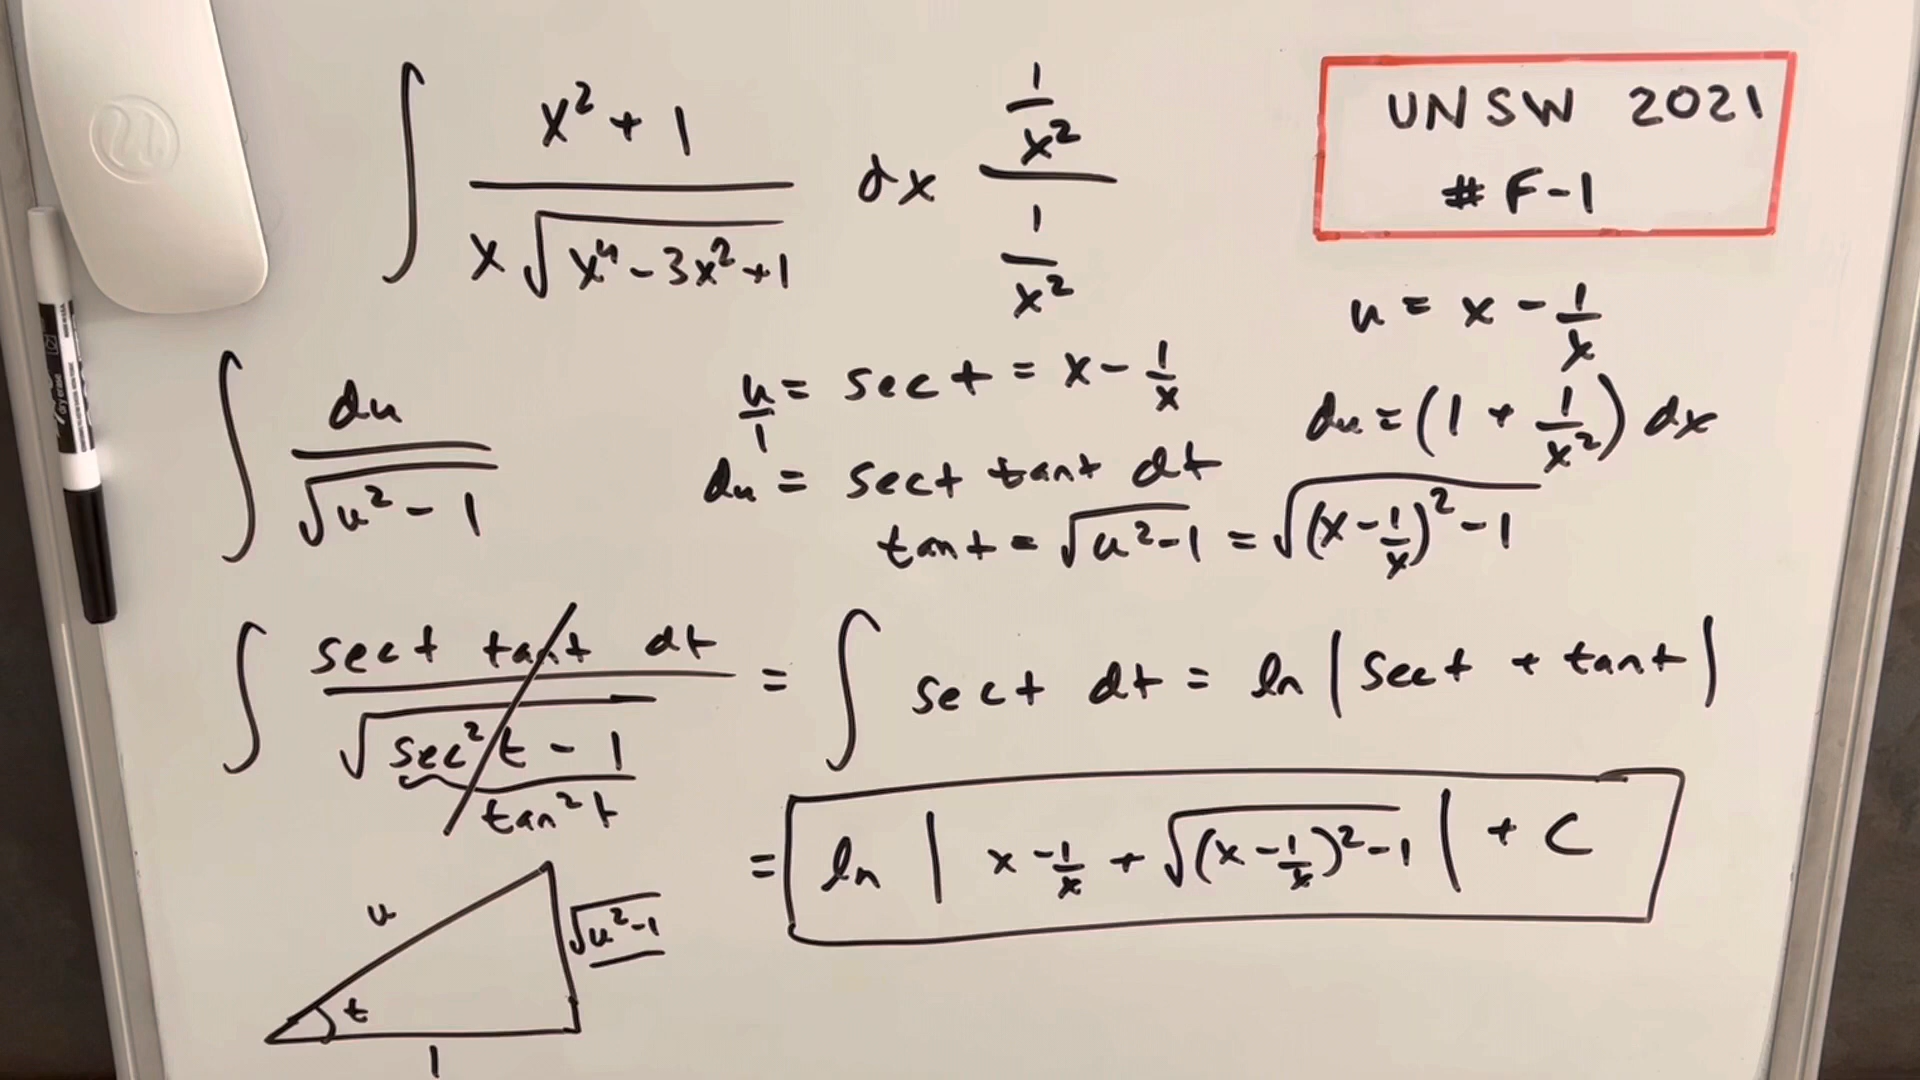 ∫ (x² + 1) / (x √(x⁴ - 3x² + 1)) dx (1/x²) / (1/x²)
UNSW 2021
# F-1
u = x - 1/x
du = (1 + 1/x²) dx
∫ du / √(u² - 1)
u/1 = sec t = x - 1/x
du = sec t tan t dt
tan t = √(u² - 1) = √((x - 1/x)² - 1)
∫ sec t tan t dt / √(sec² t - 1) = ∫ sec t dt = ln | sec t + tan t |
tan² t
= ln | x - 1/x + √((x - 1/x)² - 1) | + C
u
√(u² - 1)
t
1